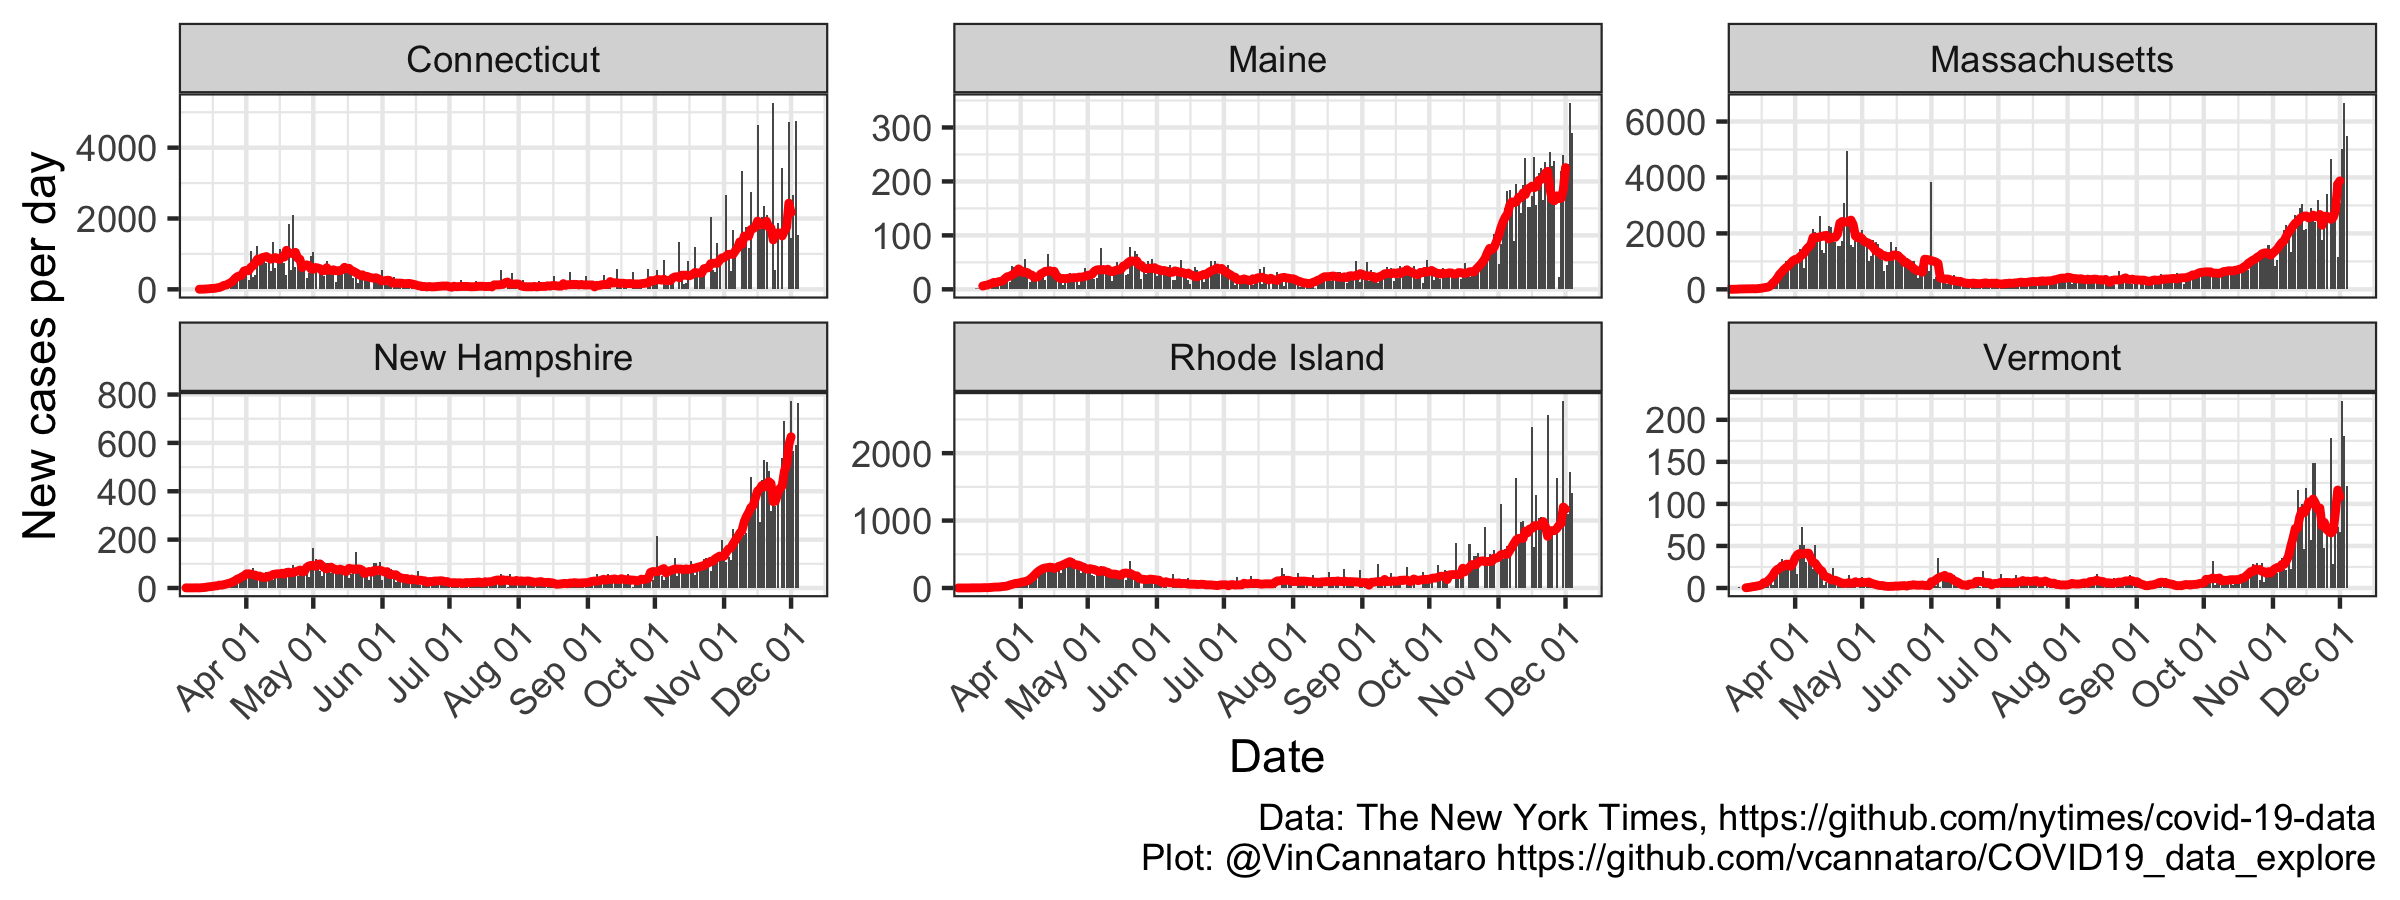 New cases per day
Connecticut
4000
2000
0
Maine
300
200
100
0
Massachusetts
6000
4000
2000
0
New Hampshire
800
600
400
200
0
Rhode Island
2000
1000
0
Vermont
200
150
100
50
0
Apr 01
May 01
Jun 01
Jul 01
Aug 01
Sep 01
Oct 01
Nov 01
Dec 01
Apr 01
May 01
Jun 01
Jul 01
Aug 01
Sep 01
Oct 01
Nov 01
Dec 01
Apr 01
May 01
Jun 01
Jul 01
Aug 01
Sep 01
Oct 01
Nov 01
Dec 01
Date
Data: The New York Times, https://github.com/nytimes/covid-19-data
Plot: @VinCannataro https://github.com/vcannataro/COVID19_data_explore